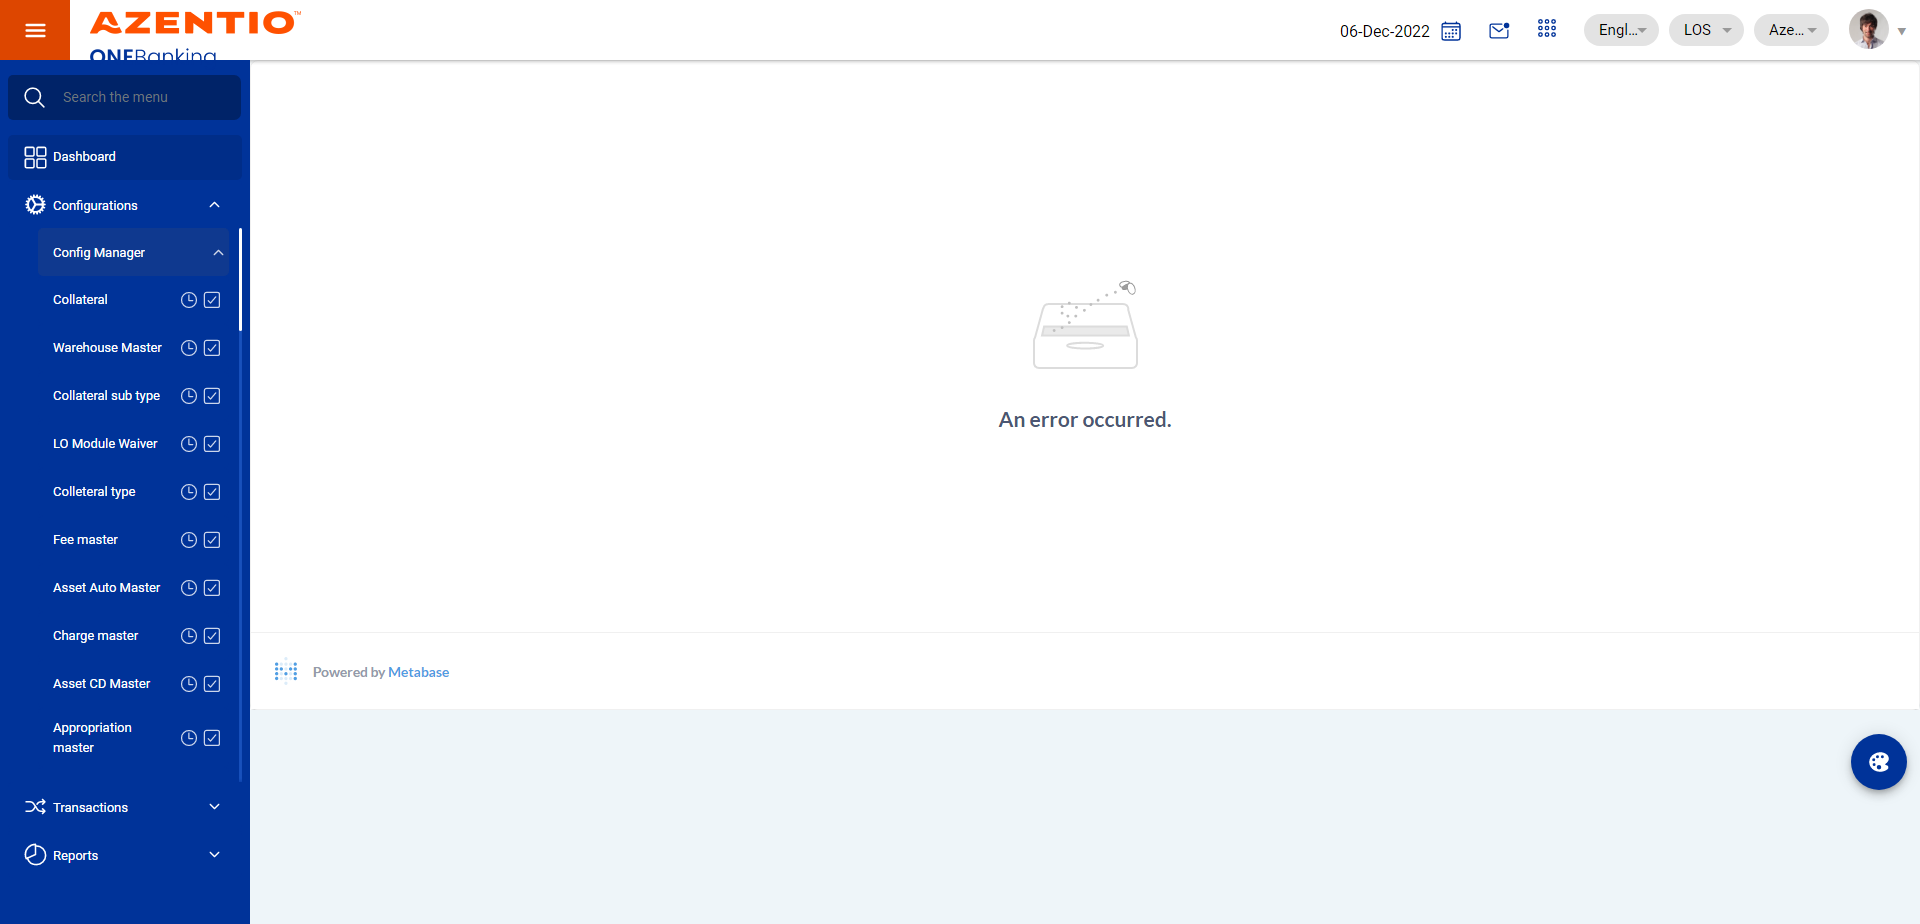 AZENTIO™
ONEBanking
06-Dec-2022
Engl...
LOS
Aze...
Search the menu
Dashboard
Configurations
Config Manager
Collateral
Warehouse Master
Collateral sub type
LO Module Waiver
Colleteral type
Fee master
Asset Auto Master
Charge master
Asset CD Master
Appropriation
master
Transactions
Reports
An error occurred.
Powered by Metabase